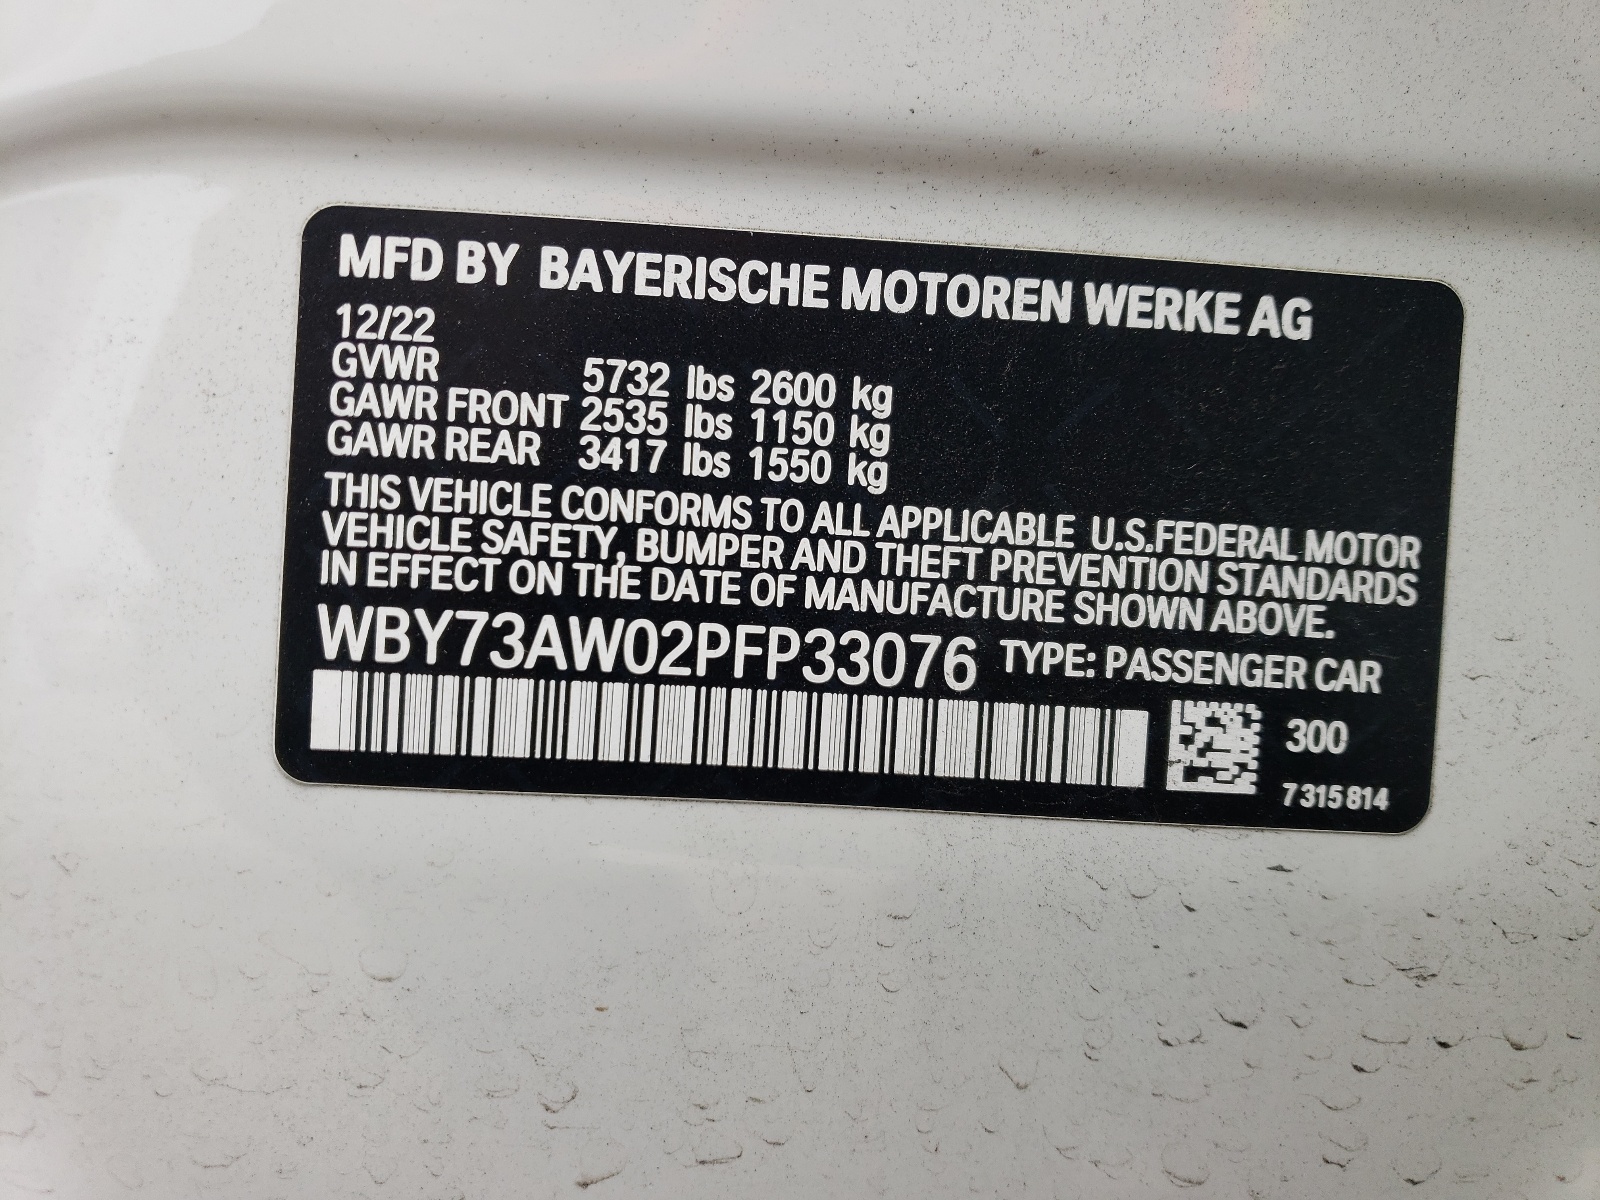 MFD BY BAYERISCHE MOTOREN WERKE AG
12/22
GVWR 5732 lbs 2600 kg
GAWR FRONT 2535 lbs 1150 kg
GAWR REAR 3417 lbs 1550 kg
THIS VEHICLE CONFORMS TO ALL APPLICABLE U.S.FEDERAL MOTOR
VEHICLE SAFETY, BUMPER AND THEFT PREVENTION STANDARDS
IN EFFECT ON THE DATE OF MANUFACTURE SHOWN ABOVE.
WBY73AW02PFP33076 TYPE: PASSENGER CAR
300
7 315 814